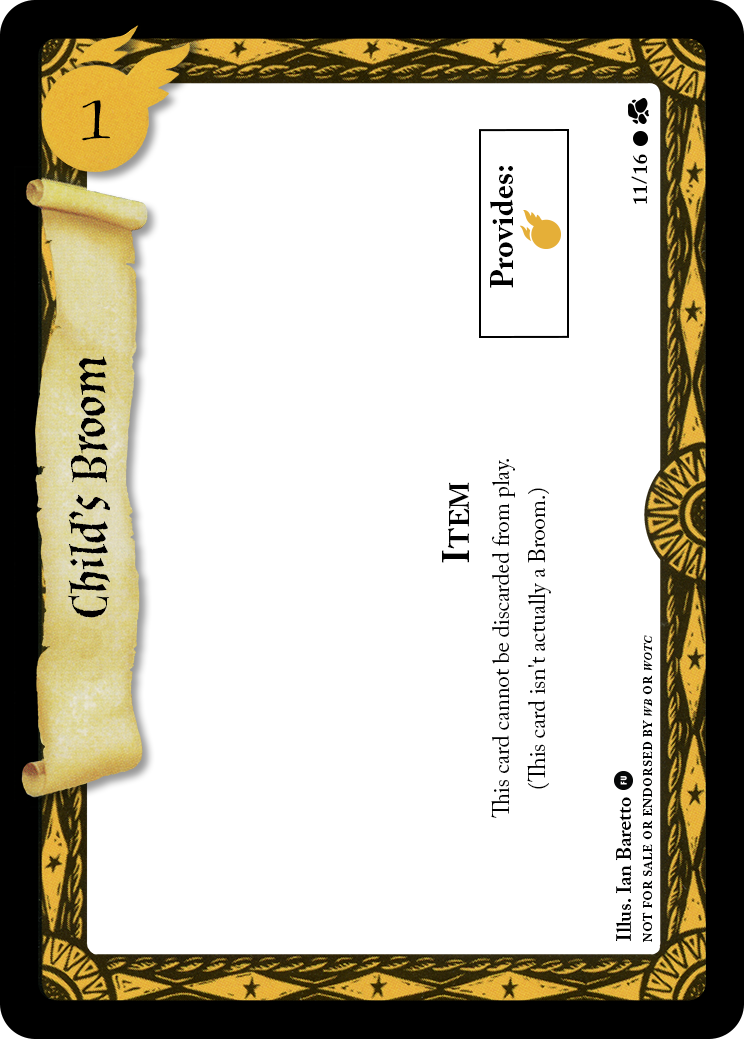 1
Child's Broom
ITEM
This card cannot be discarded from play.
(This card isn't actually a Broom.)
Provides:
Illus. Ian Baretto FU
NOT FOR SALE OR ENDORSED BY WB OR WOTC
11/16